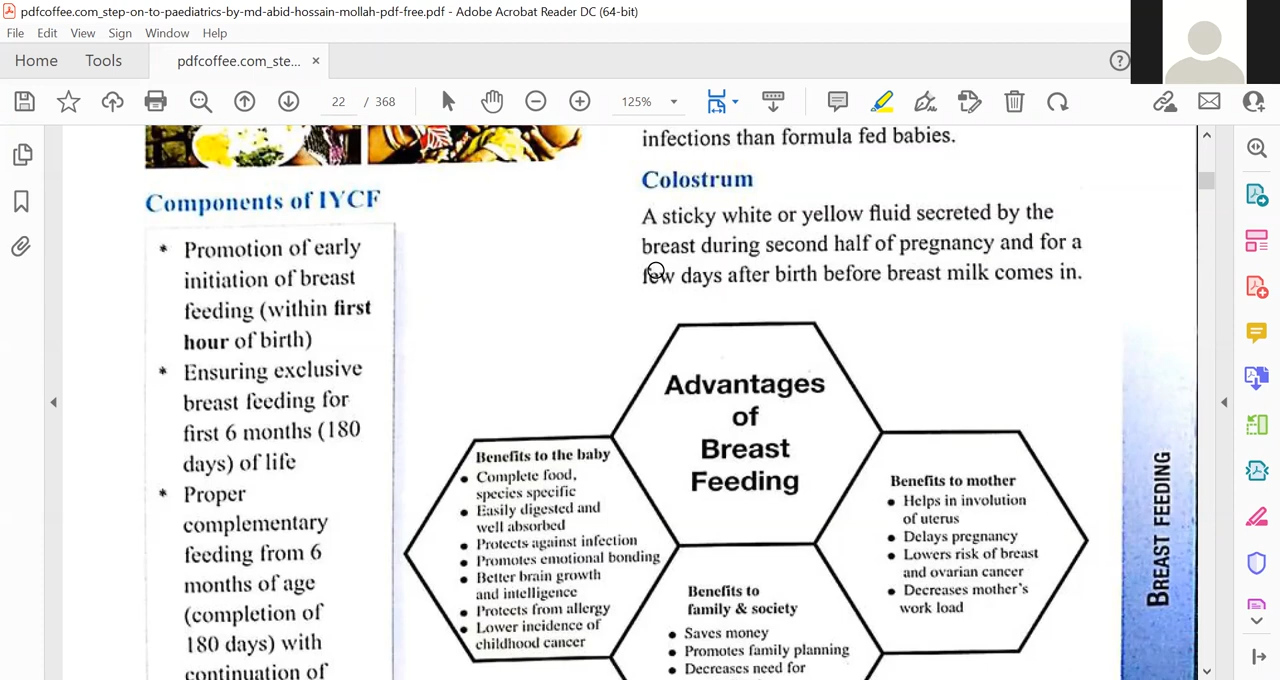 pdfcoffee.com_step-on-to-paediatrics-by-md-abid-hossain-mollah-pdf-free.pdf - Adobe Acrobat Reader DC (64-bit)
File Edit View Sign Window Help
Home Tools pdfcoffee.com_ste... ×
22 / 368 125%
infections than formula fed babies.
Components of IYCF
* Promotion of early
initiation of breast
feeding (within first
hour of birth)
* Ensuring exclusive
breast feeding for
first 6 months (180
days) of life
* Proper
complementary
feeding from 6
months of age
(completion of
180 days) with
continuation of
Colostrum
A sticky white or yellow fluid secreted by the
breast during second half of pregnancy and for a
few days after birth before breast milk comes in.
Advantages
of
Breast
Feeding
Benefits to the baby
• Complete food,
species specific
• Easily digested and
well absorbed
• Protects against infection
• Promotes emotional bonding
• Better brain growth
and intelligence
• Protects from allergy
• Lower incidence of
childhood cancer
Benefits to mother
• Helps in involution
of uterus
• Delays pregnancy
• Lowers risk of breast
and ovarian cancer
• Decreases mother's
work load
Benefits to
family & society
• Saves money
• Promotes family planning
• Decreases need for
BREAST FEEDING